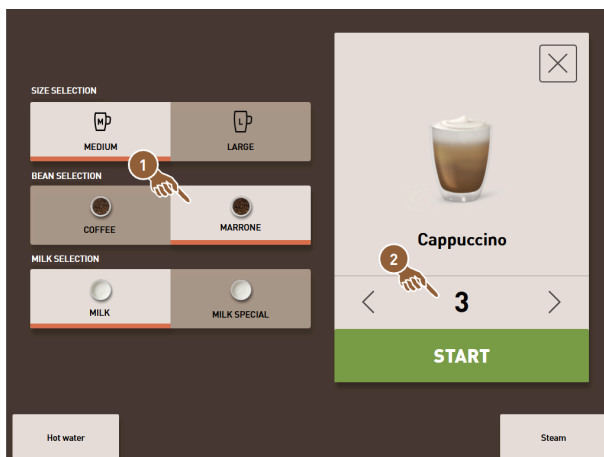 SIZE SELECTION
M
L
MEDIUM
LARGE
1
BEAN SELECTION
COFFEE
MARRONE
MILK SELECTION
MILK
MILK SPECIAL
Cappuccino
2
3
START
Hot water
Steam